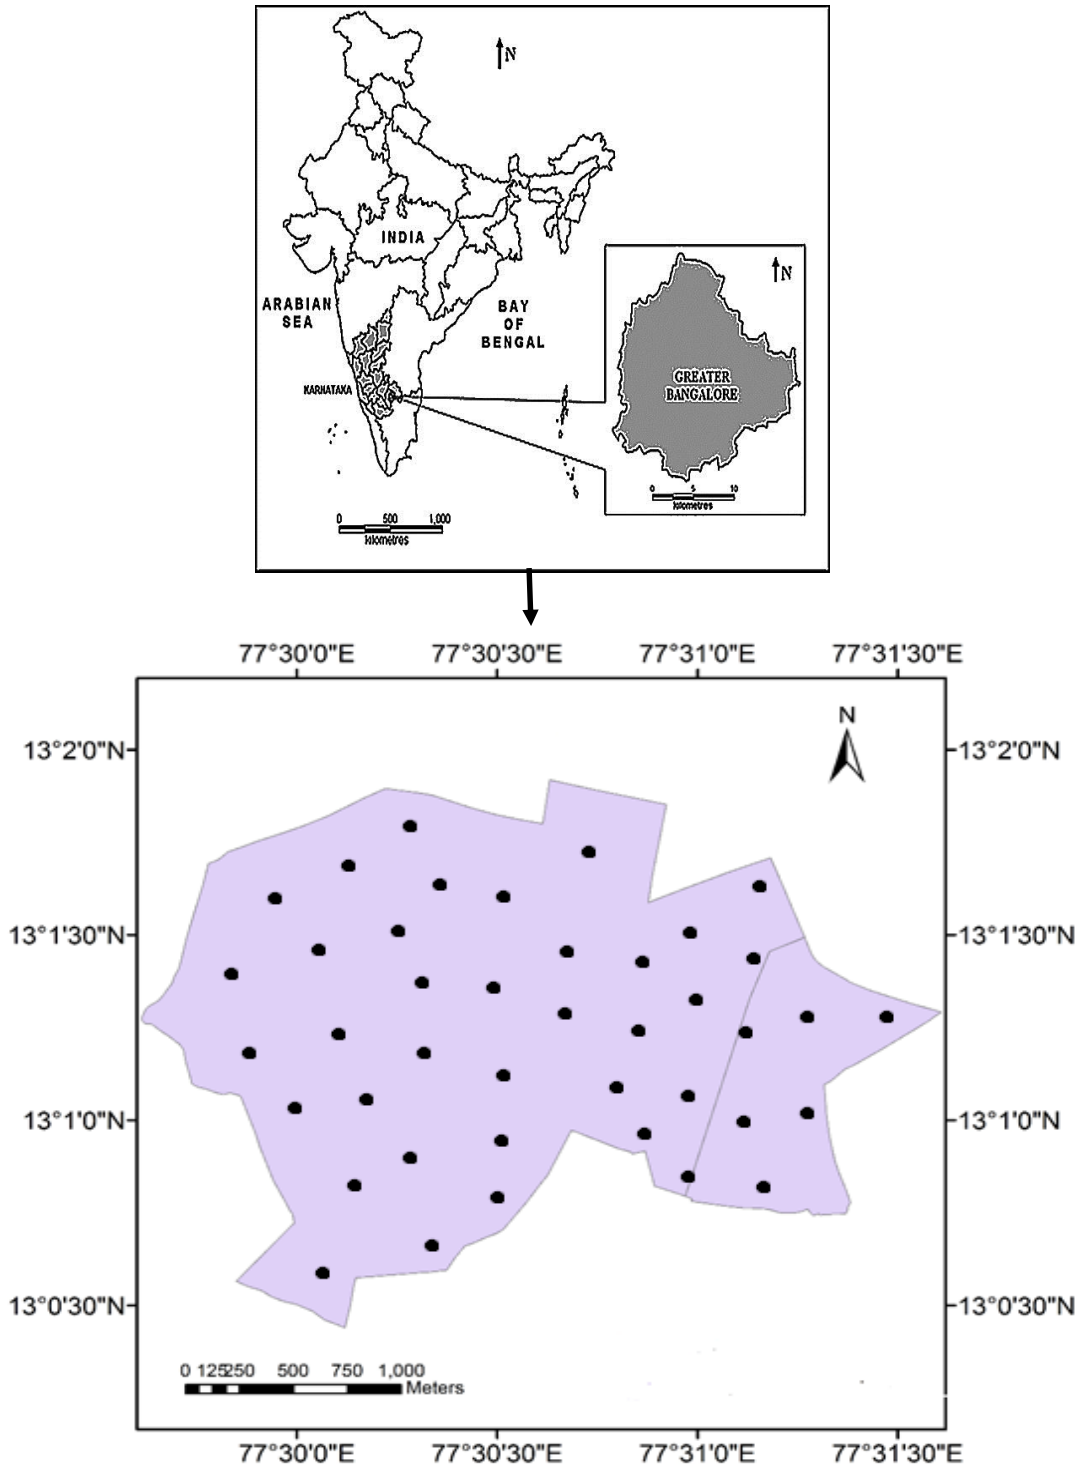 N
INDIA
N
ARABIAN
SEA
BAY
OF
BENGAL
GREATER
BANGALORE
KARNATAKA
0 5 10
kilometres
0 500 1,000
kilometres
77°30'0"E 77°30'30"E 77°31'0"E 77°31'30"E
N
13°2'0"N 13°2'0"N
13°1'30"N 13°1'30"N
13°1'0"N 13°1'0"N
13°0'30"N 13°0'30"N
0 125250 500 750 1,000
Meters
77°30'0"E 77°30'30"E 77°31'0"E 77°31'30"E